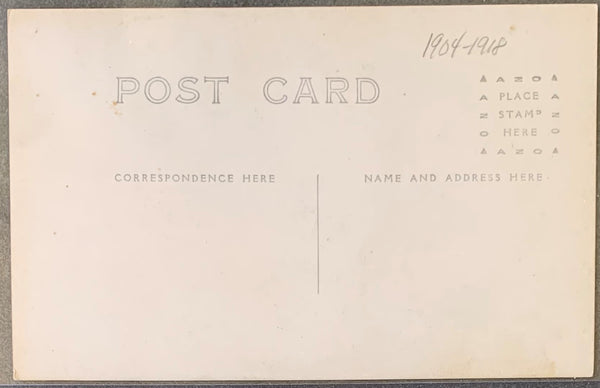 1904-1918
POST CARD
▲ AZO ▲
A PLACE A
N STAMP N
O HERE O
▲ AZO ▲
CORRESPONDENCE HERE
NAME AND ADDRESS HERE